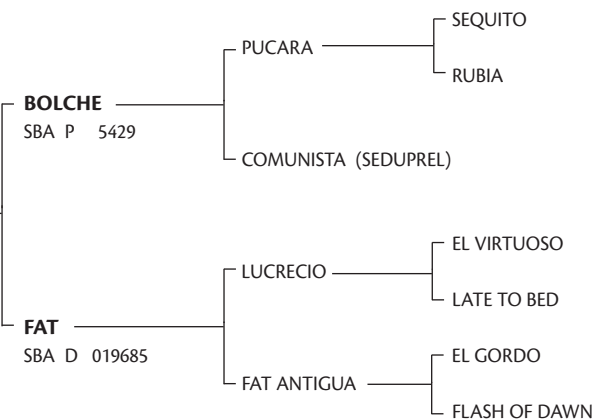 SEQUITO
PUCARA
RUBIA
BOLCHE
SBA P 5429
COMUNISTA (SEDUPREL)
EL VIRTUOSO
LUCRECIO
LATE TO BED
FAT
SBA D 019685
EL GORDO
FAT ANTIGUA
FLASH OF DAWN